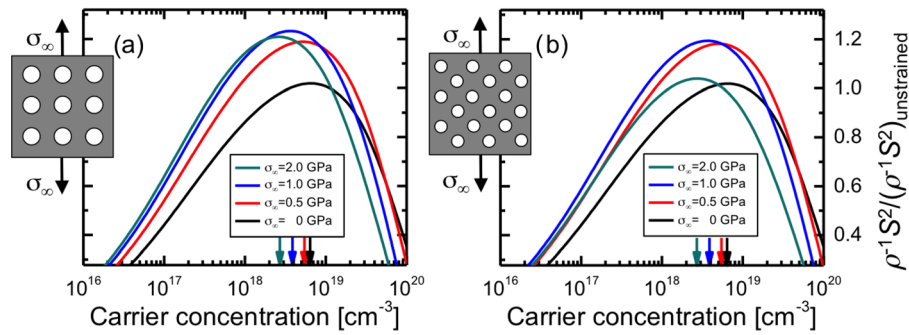 σ∞
(a)
σ∞
σ∞=2.0 GPa
σ∞=1.0 GPa
σ∞=0.5 GPa
σ∞= 0 GPa
10^16 10^17 10^18 10^19 10^20
Carrier concentration [cm^-3]
σ∞
(b)
σ∞
σ∞=2.0 GPa
σ∞=1.0 GPa
σ∞=0.5 GPa
σ∞= 0 GPa
10^16 10^17 10^18 10^19 10^20
Carrier concentration [cm^-3]
1.2
1.0
0.8
0.6
0.4
ρ^-1S^2/(ρ^-1S^2)unstrained